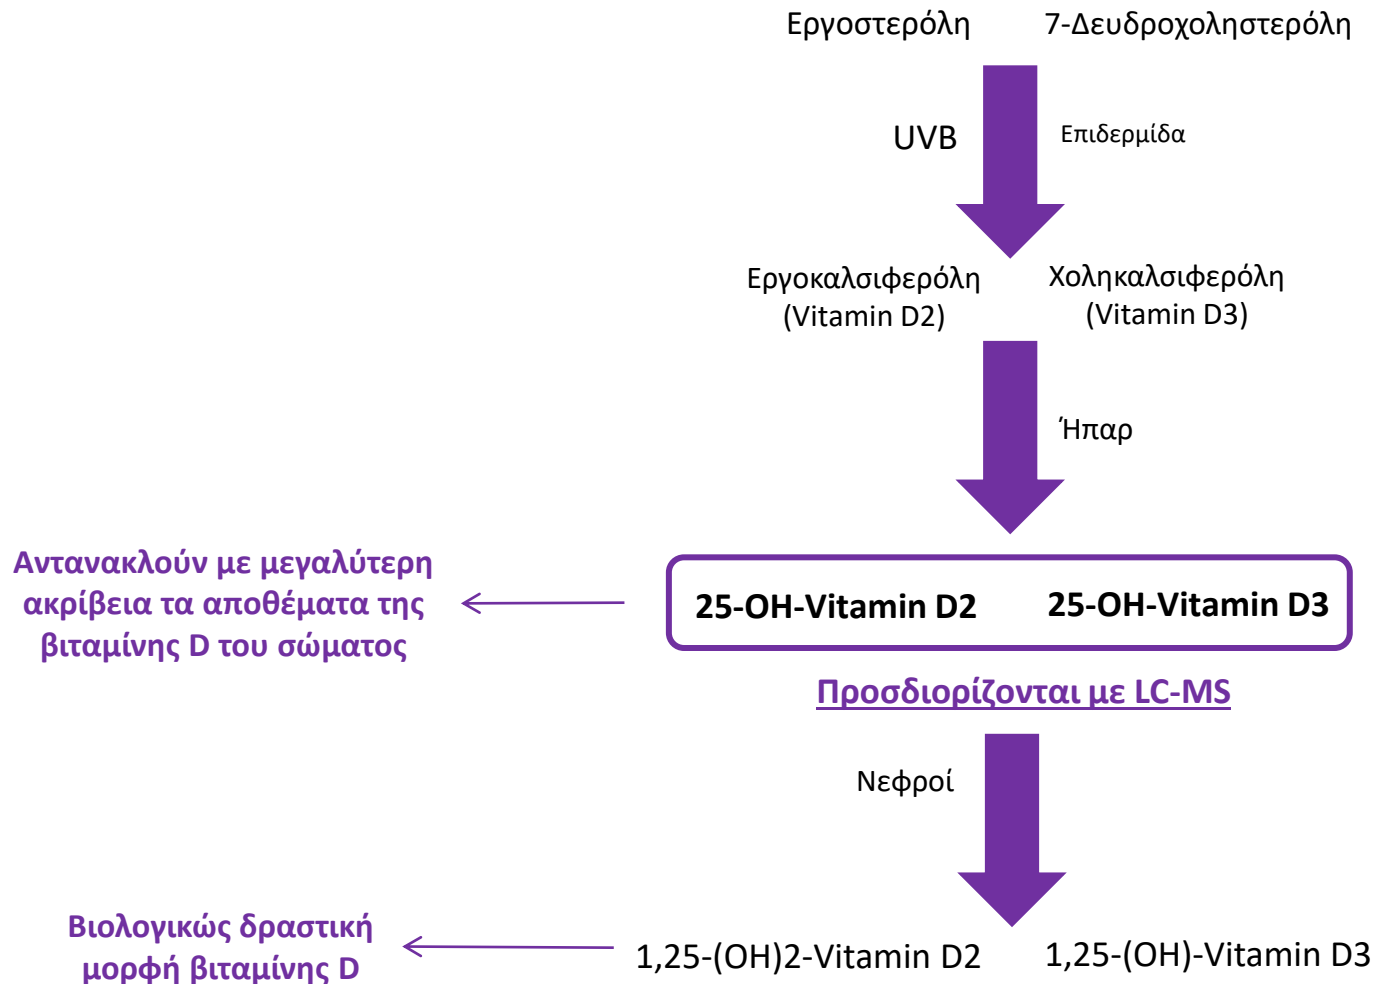 Εργοστερόλη 7-Δευδροχοληστερόλη
UVB Επιδερμίδα
Εργοκαλσιφερόλη
(Vitamin D2)
Χοληκαλσιφερόλη
(Vitamin D3)
Ήπαρ
Αντανακλούν με μεγαλύτερη
ακρίβεια τα αποθέματα της
βιταμίνης D του σώματος
25-OH-Vitamin D2 25-OH-Vitamin D3
Προσδιορίζονται με LC-MS
Νεφροί
Βιολογικώς δραστική
μορφή βιταμίνης D
1,25-(OH)2-Vitamin D2 1,25-(OH)-Vitamin D3